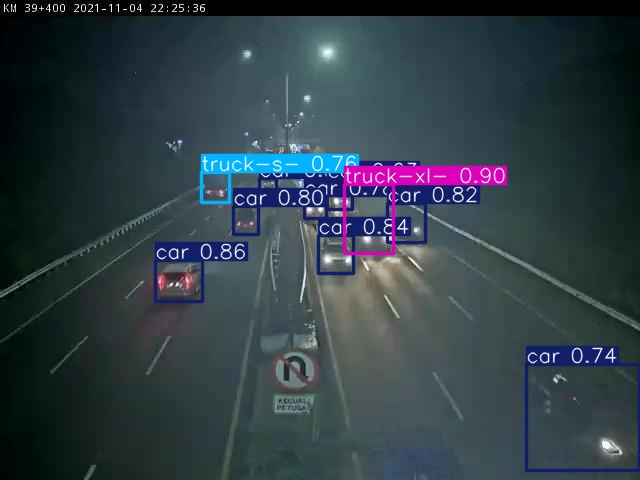 KM 39+400 2021-11-04 22:25:36
truck-s- 0.76
truck-xl- 0.90
car 0.80
car 0.82
car 0.84
car 0.86
car 0.74
KECUALI
PETUGAS